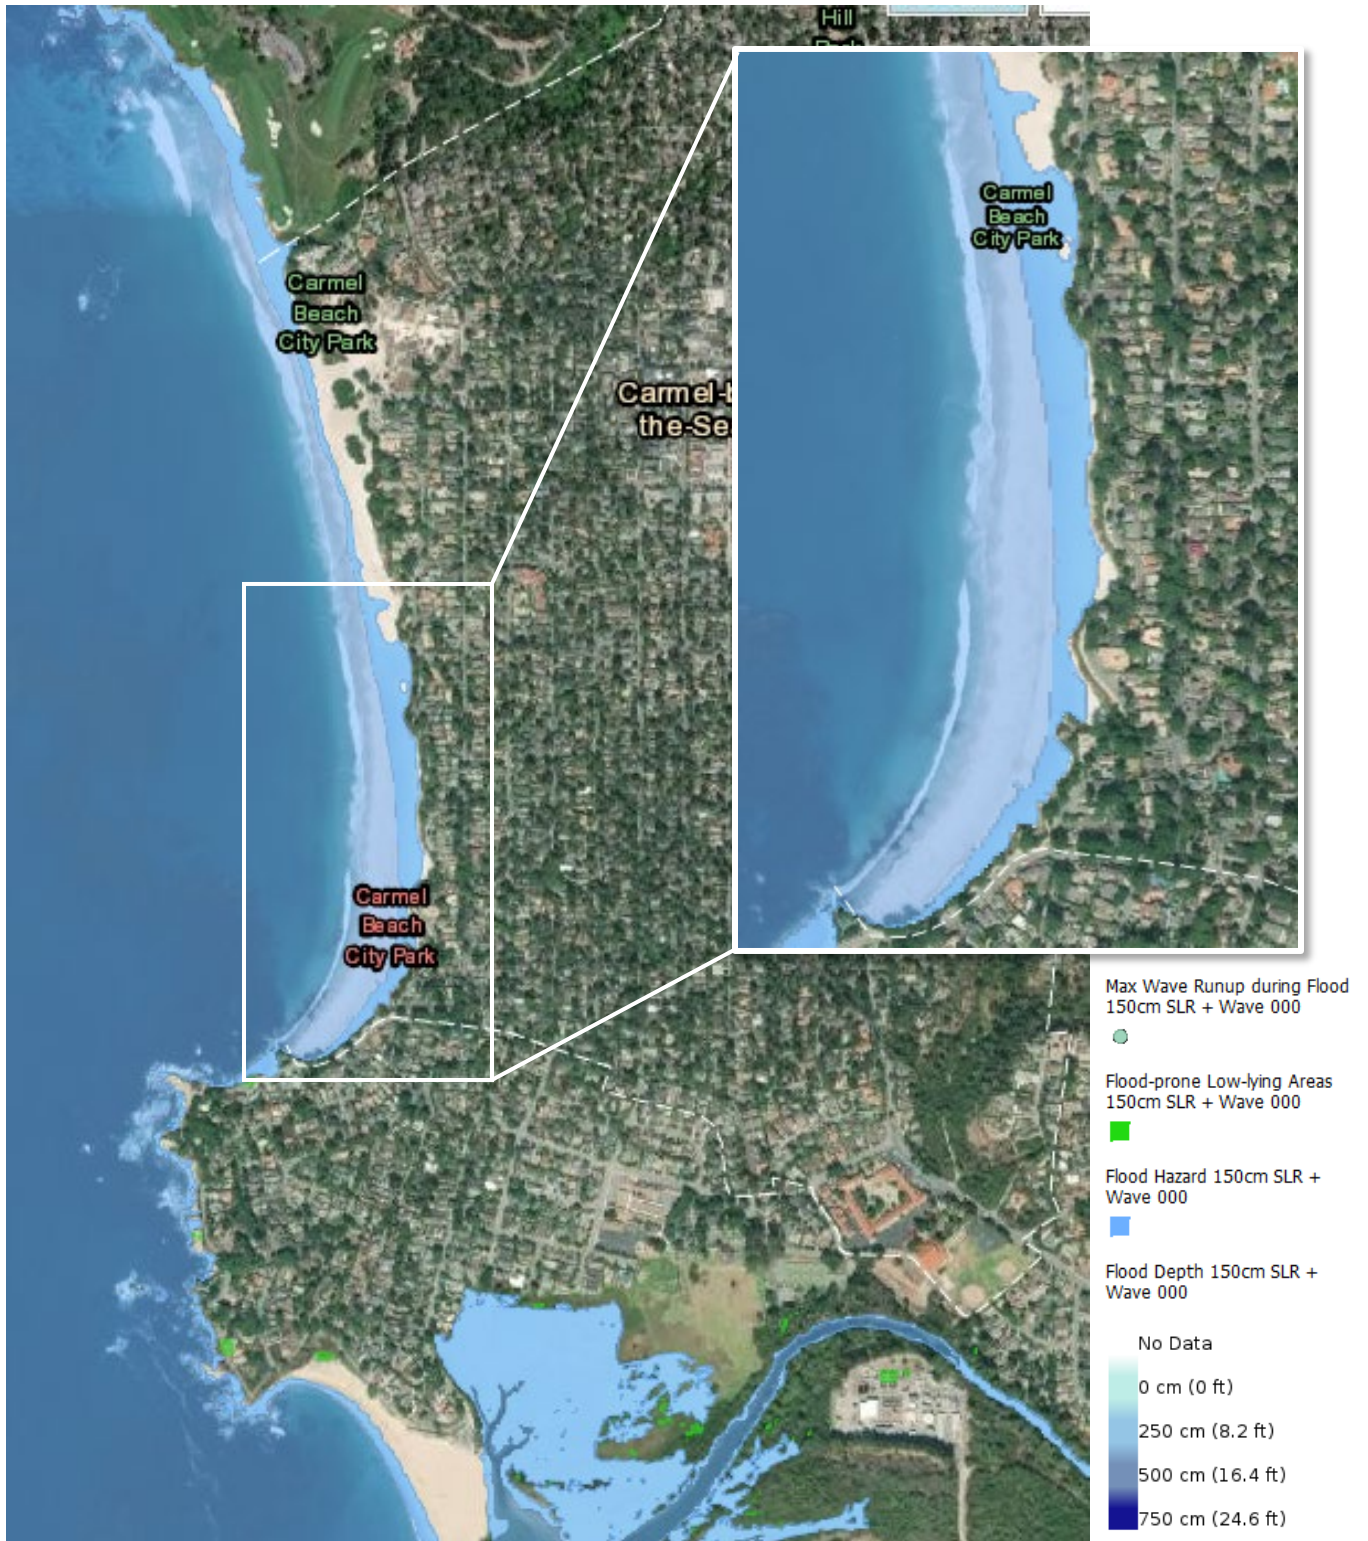 Hill
Carmel
Beach
City Park
Carmel
Beach
City Park
Carmel
Beach
City Park
Max Wave Runup during Flood
150cm SLR + Wave 000
Flood-prone Low-lying Areas
150cm SLR + Wave 000
Flood Hazard 150cm SLR +
Wave 000
Flood Depth 150cm SLR +
Wave 000
No Data
0 cm (0 ft)
250 cm (8.2 ft)
500 cm (16.4 ft)
750 cm (24.6 ft)